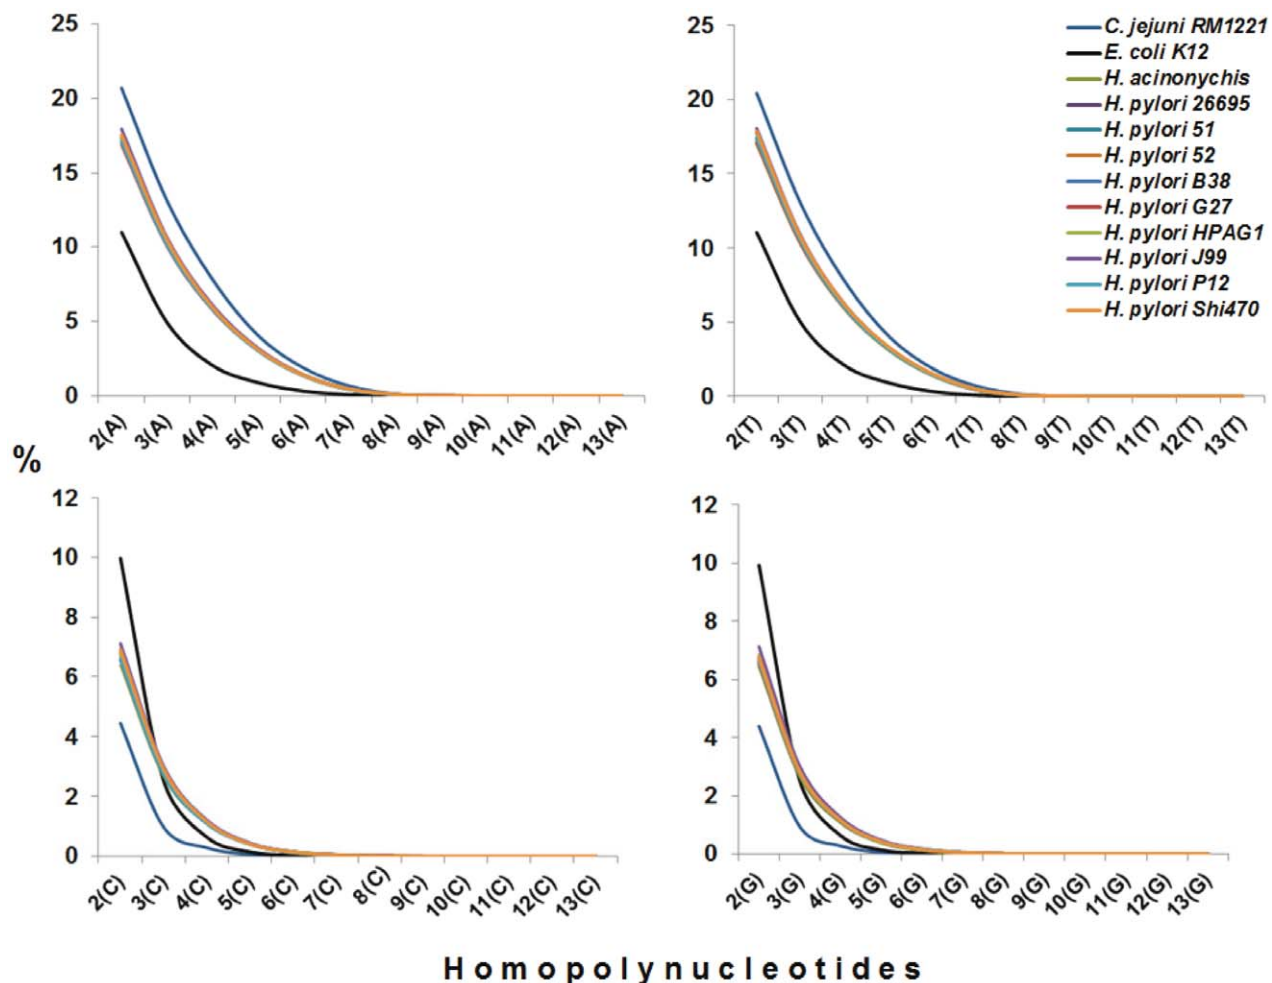 25
20
15
10
5
0
2(A) 3(A) 4(A) 5(A) 6(A) 7(A) 8(A) 9(A) 10(A) 11(A) 12(A) 13(A)
25
20
15
10
5
0
2(T) 3(T) 4(T) 5(T) 6(T) 7(T) 8(T) 9(T) 10(T) 11(T) 12(T) 13(T)
C. jejuni RM1221
E. coli K12
H. acinonychis
H. pylori 26695
H. pylori 51
H. pylori 52
H. pylori B38
H. pylori G27
H. pylori HPAG1
H. pylori J99
H. pylori P12
H. pylori Shi470
%
12
10
8
6
4
2
0
2(C) 3(C) 4(C) 5(C) 6(C) 7(C) 8(C) 9(C) 10(C) 11(C) 12(C) 13(C)
12
10
8
6
4
2
0
2(G) 3(G) 4(G) 5(G) 6(G) 7(G) 8(G) 9(G) 10(G) 11(G) 12(G) 13(G)
Homopolynucleotides